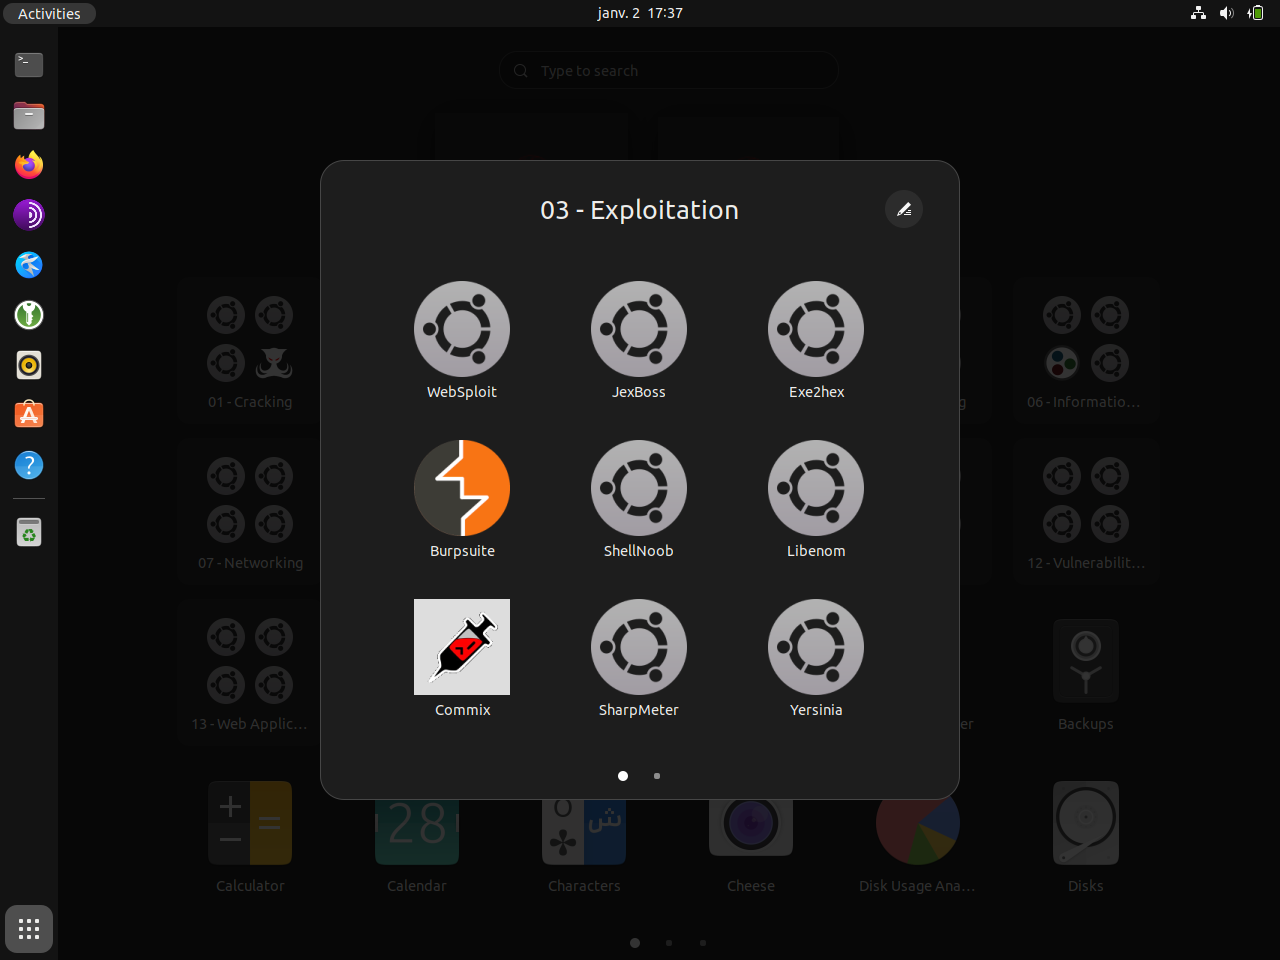 Activities
janv. 2 17:37
Type to search
03 - Exploitation
WebSploit
JexBoss
Exe2hex
Burpsuite
ShellNoob
Libenom
Commix
SharpMeter
Yersinia
01 - Cracking
06 - Informatio…
07 - Networking
12 - Vulnerabilit…
13 - Web Applic…
Backups
28
Calculator
Calendar
Characters
Cheese
Disk Usage Ana…
Disks